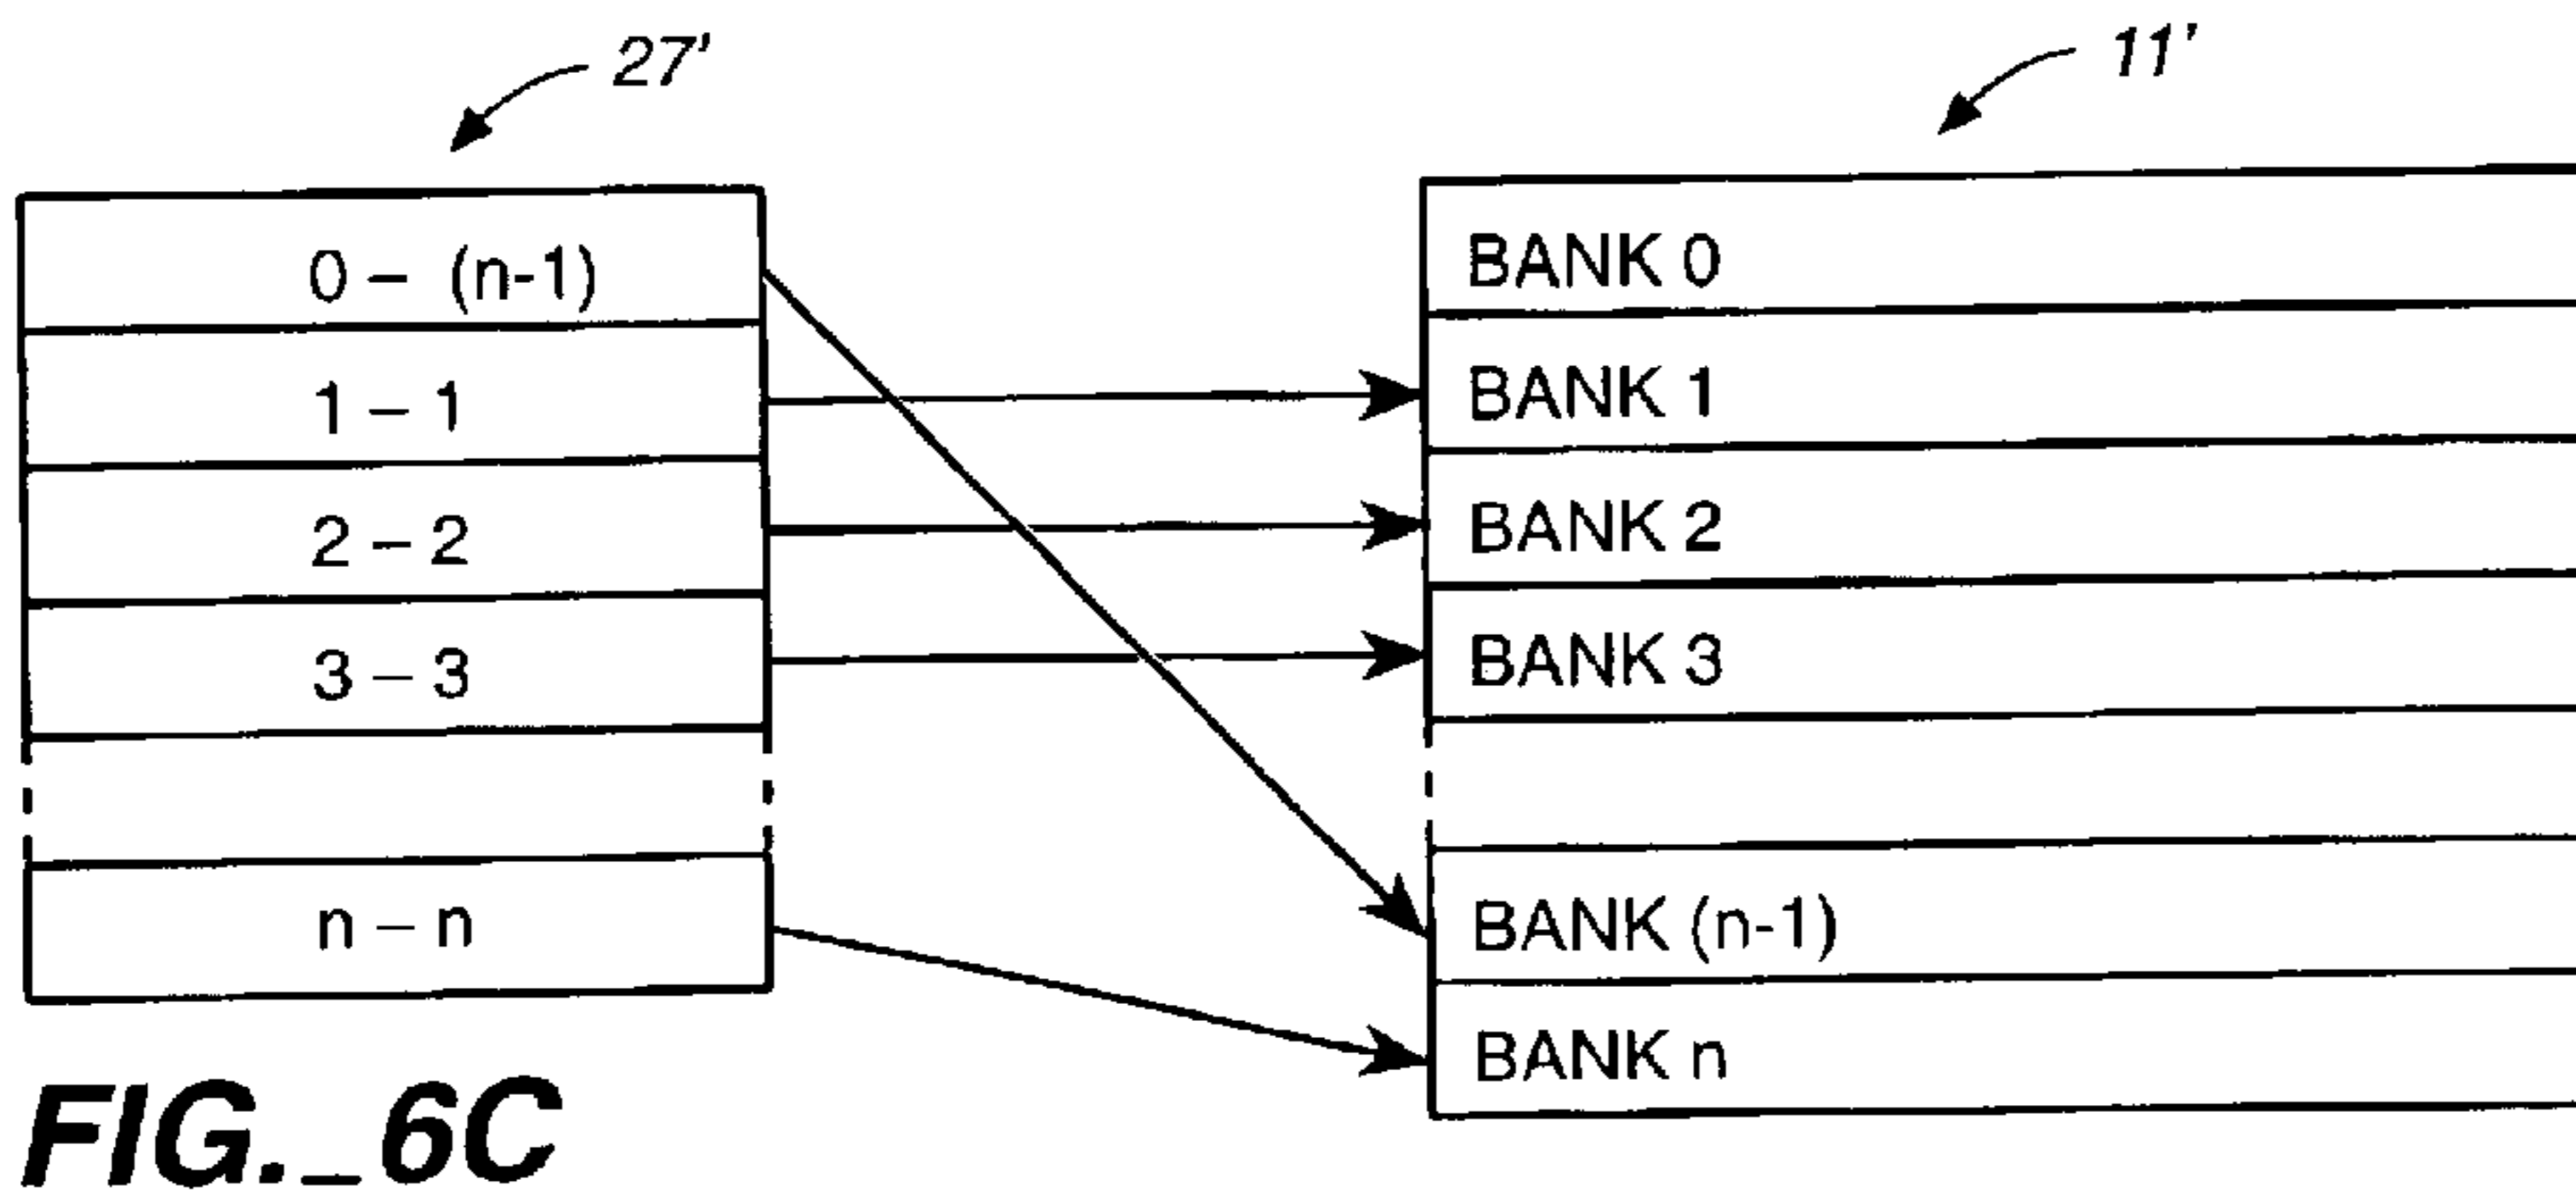 27'
11'
0 – (n-1)
1 – 1
2 – 2
3 – 3
n – n
BANK 0
BANK 1
BANK 2
BANK 3
BANK (n-1)
BANK n
FIG._6C